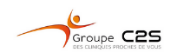 Groupe C2S
DES CLINIQUES PROCHES DE VOUS